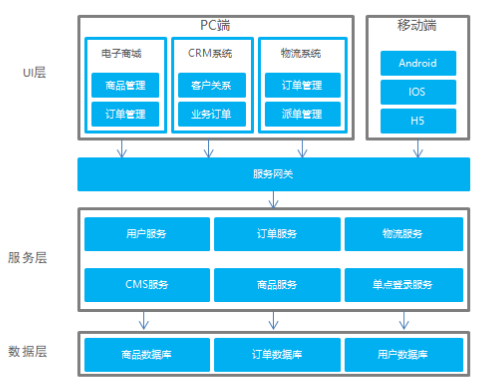 PC端
移动端
UI层
电子商城
CRM系统
物流系统
商品管理
客户关系
订单管理
订单管理
业务订单
派单管理
Android
IOS
H5
服务网关
服务层
用户服务
订单服务
物流服务
CMS服务
商品服务
单点登录服务
数据层
商品数据库
订单数据库
用户数据库